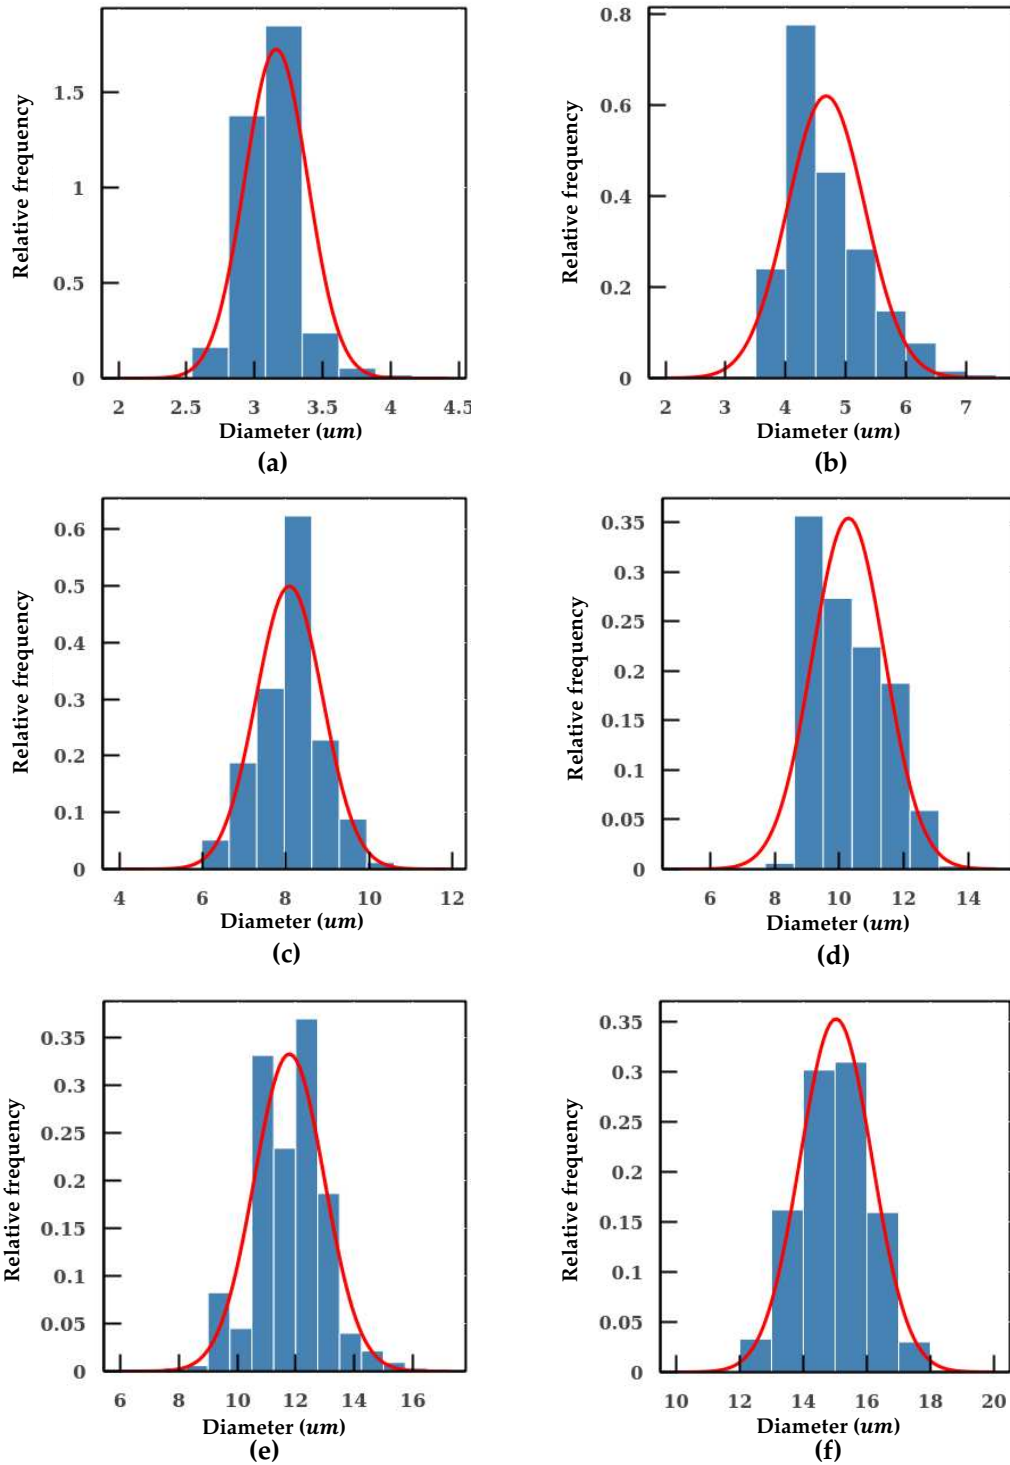 Relative frequency
1.5
1
0.5
0
2 2.5 3 3.5 4 4.5
Diameter (um)
(a)
Relative frequency
0.8
0.6
0.4
0.2
0
2 3 4 5 6 7
Diameter (um)
(b)
Relative frequency
0.6
0.5
0.4
0.3
0.2
0.1
0
4 6 8 10 12
Diameter (um)
(c)
Relative frequency
0.35
0.3
0.25
0.2
0.15
0.1
0.05
0
6 8 10 12 14
Diameter (um)
(d)
Relative frequency
0.35
0.3
0.25
0.2
0.15
0.1
0.05
0
6 8 10 12 14 16
Diameter (um)
(e)
Relative frequency
0.35
0.3
0.25
0.2
0.15
0.1
0.05
0
10 12 14 16 18 20
Diameter (um)
(f)